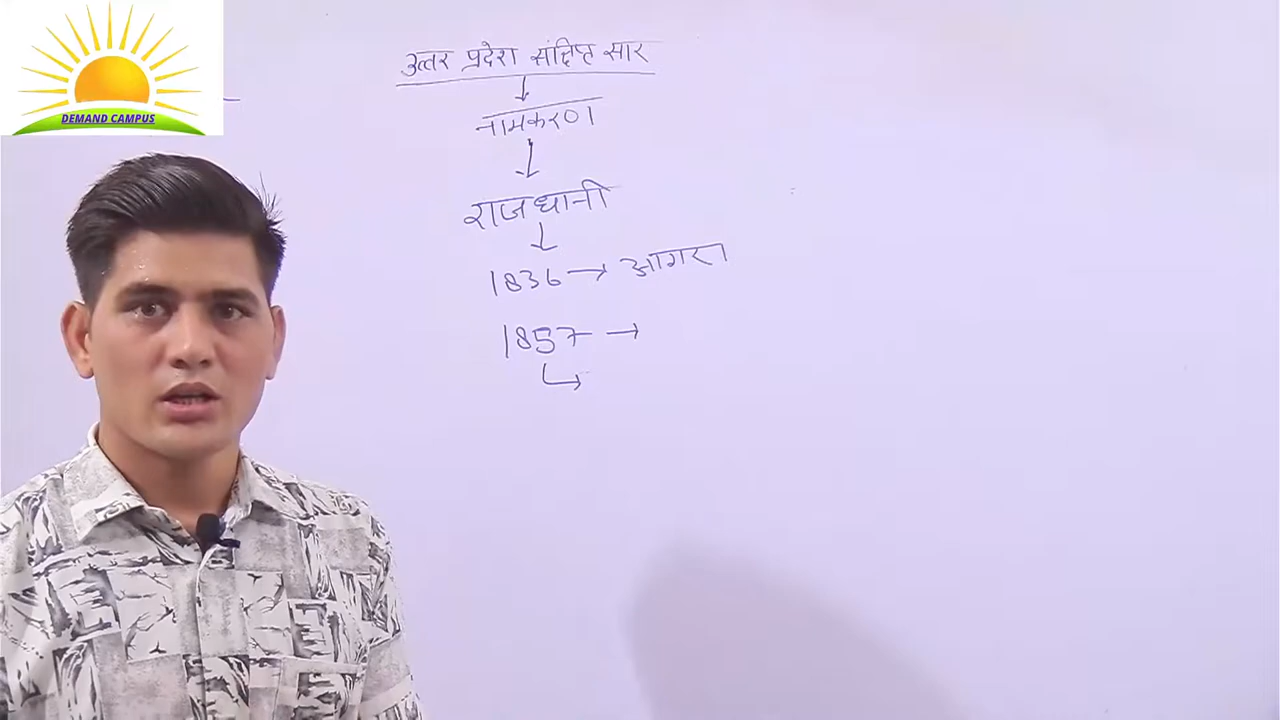 DEMAND CAMPUS
उत्तर प्रदेश संक्षिप्त सार
↓
नामकरण
↓
राजधानी
↓
1836 → आगरा
1857 →
↳